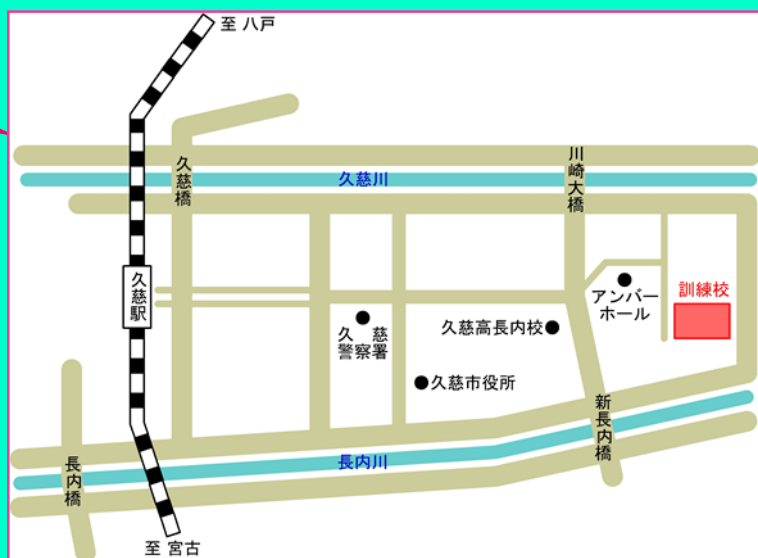 至 八戸
久慈橋
久慈川
川崎大橋
久慈駅
アンバー
ホール
訓練校
久　慈
警察署
久慈高長内校
久慈市役所
新長内橋
長内橋
長内川
至 宮古